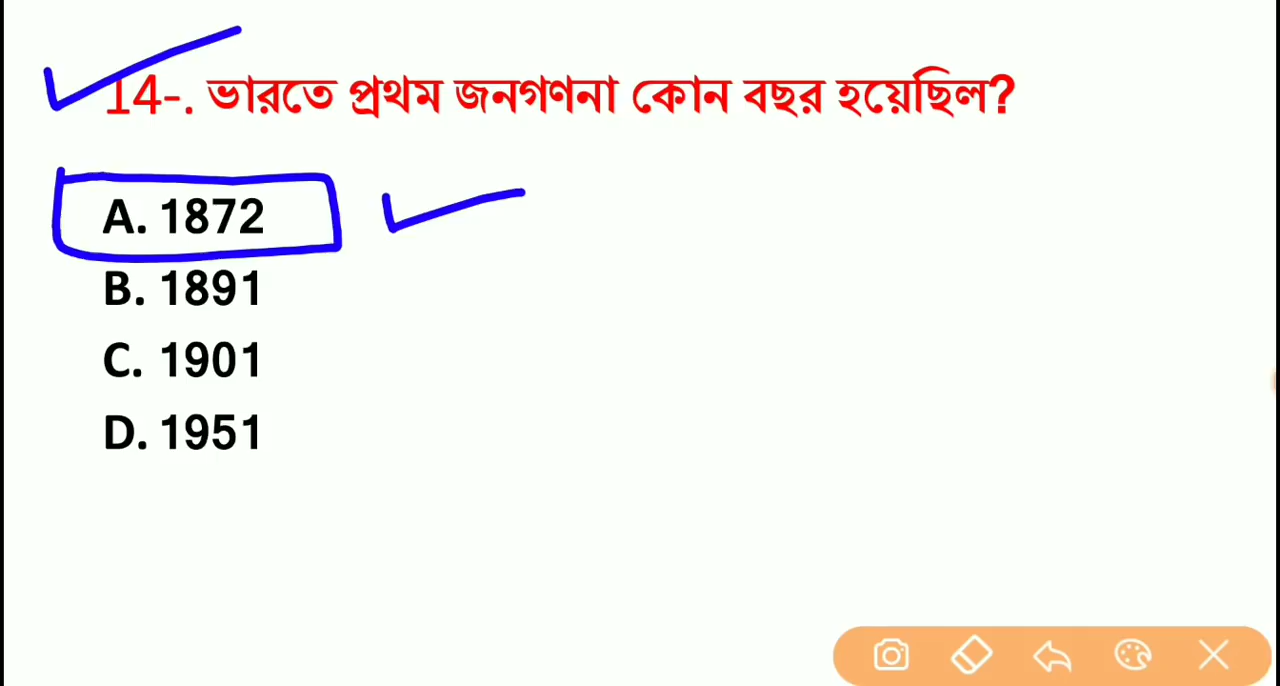 14-. ভারতে প্রথম জনগণনা কোন বছর হয়েছিল?
A. 1872
B. 1891
C. 1901
D. 1951